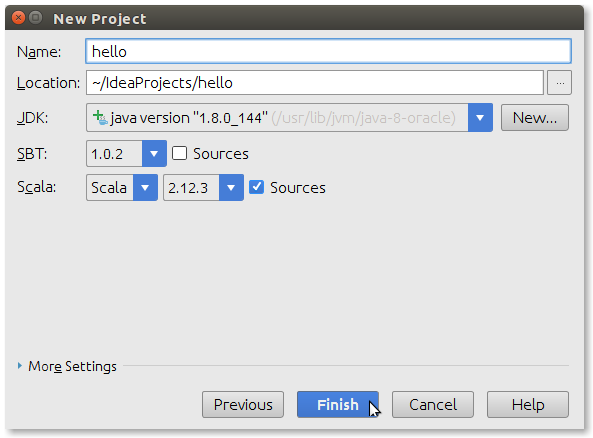 New Project
Name: hello
Location: ~/IdeaProjects/hello ...
JDK: java version "1.8.0_144" (/usr/lib/jvm/java-8-oracle) New...
SBT: 1.0.2 Sources
Scala: Scala 2.12.3 Sources
More Settings
Previous Finish Cancel Help